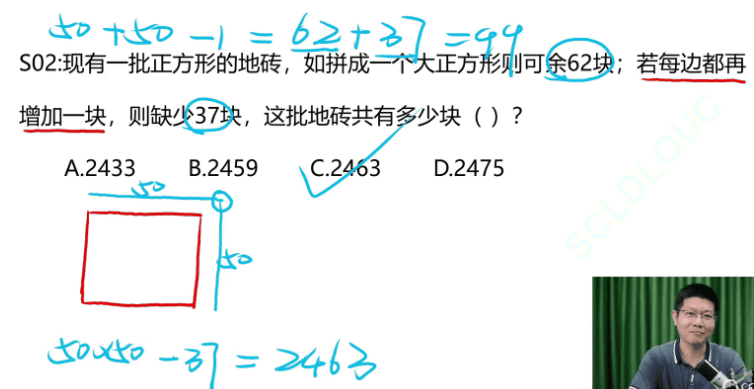 50+50-1=62+37=99
S02:现有一批正方形的地砖，如拼成一个大正方形则可余62块；若每边都再
增加一块，则缺少37块，这批地砖共有多少块（ ）？
A.2433 B.2459 C.2463 D.2475
50
50
50×50-37=2463
SCLDLOUC